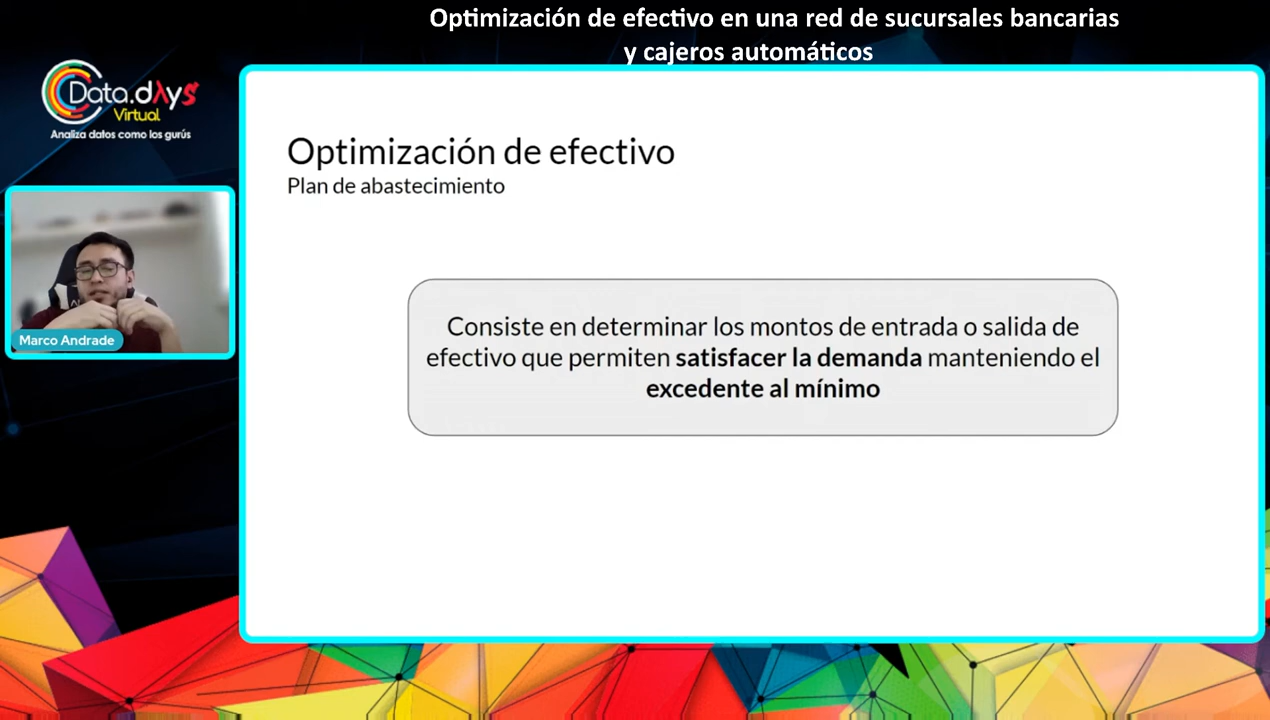 Optimización de efectivo en una red de sucursales bancarias
y cajeros automáticos
Data.dλys
Virtual
Analiza datos como los gurús
Optimización de efectivo
Plan de abastecimiento
Consiste en determinar los montos de entrada o salida de
efectivo que permiten satisfacer la demanda manteniendo el
excedente al mínimo
Marco Andrade